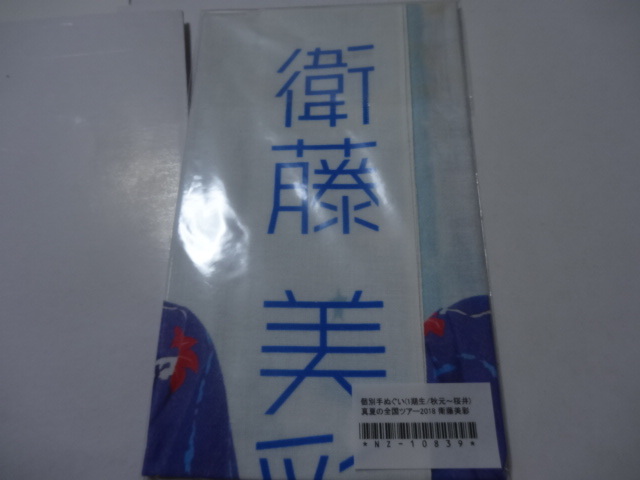 衛藤 美彩
個別手ぬぐい(1期生/秋元～桜井)
真夏の全国ツアー2018 衛藤美彩
*N2-10839*